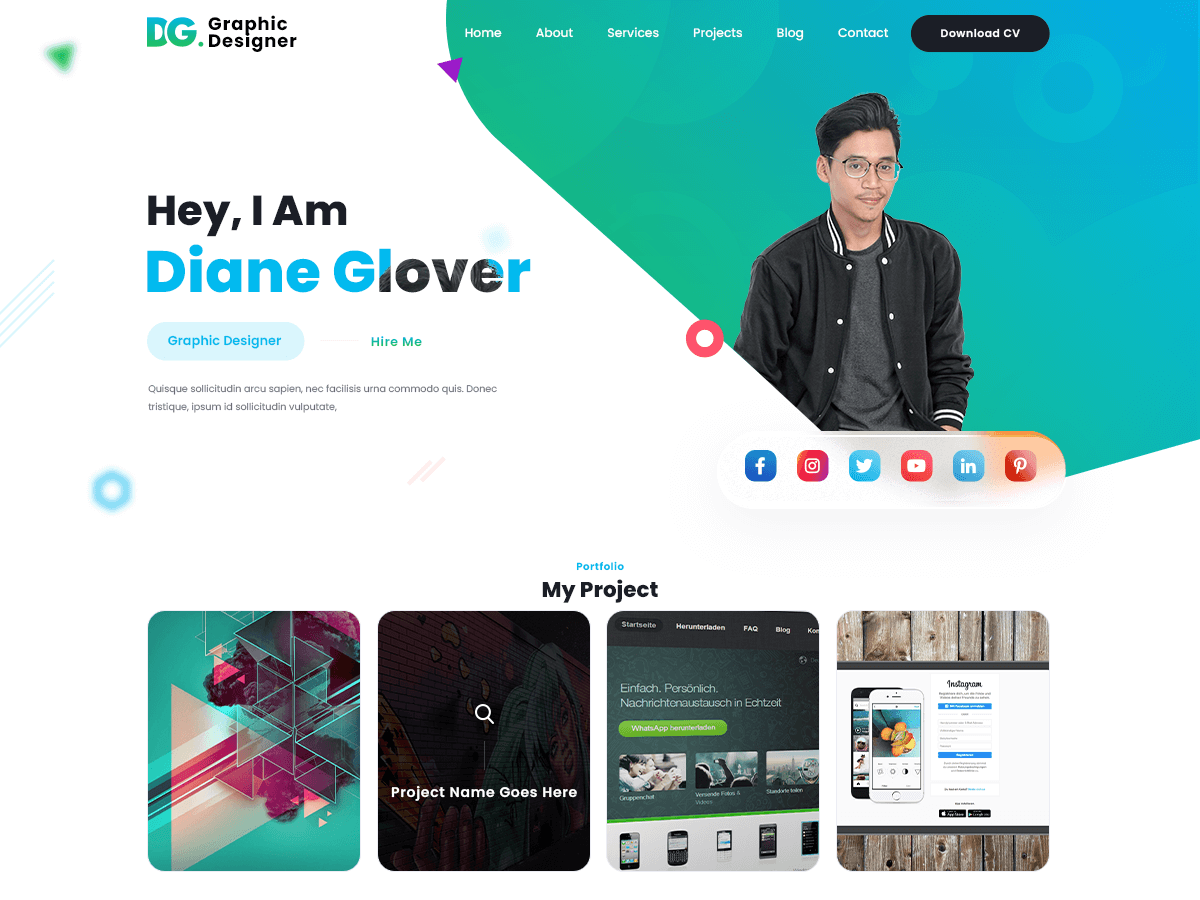 DG. Graphic
Designer
Home About Services Projects Blog Contact Download CV
Hey, I Am
Diane Glover
Graphic Designer
Hire Me
Quisque sollicitudin arcu sapien, nec facilisis urna commodo quis. Donec
tristique, ipsum id sollicitudin vulputate,
Portfolio
My Project
Project Name Goes Here
Startseite Herunterladen FAQ Blog
Einfach. Persönlich.
Nachrichtenaustausch in Echtzeit
WhatsApp herunterladen
Gruppenchat
Versende Fotos &
Videos
Standorte teilen
Instagram
Registrieren